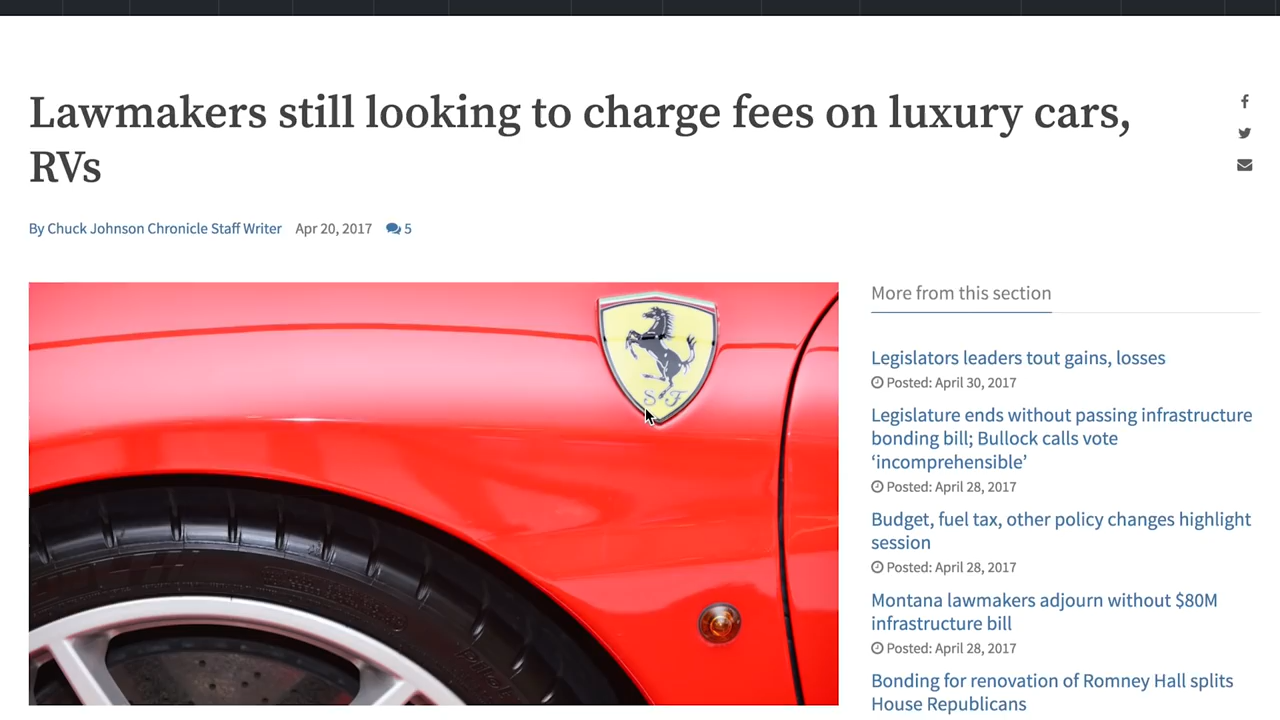 Lawmakers still looking to charge fees on luxury cars,
RVs
By Chuck Johnson Chronicle Staff Writer Apr 20, 2017 5
S F
More from this section
Legislators leaders tout gains, losses
Posted: April 30, 2017
Legislature ends without passing infrastructure
bonding bill; Bullock calls vote
‘incomprehensible’
Posted: April 28, 2017
Budget, fuel tax, other policy changes highlight
session
Posted: April 28, 2017
Montana lawmakers adjourn without $80M
infrastructure bill
Posted: April 28, 2017
Bonding for renovation of Romney Hall splits
House Republicans